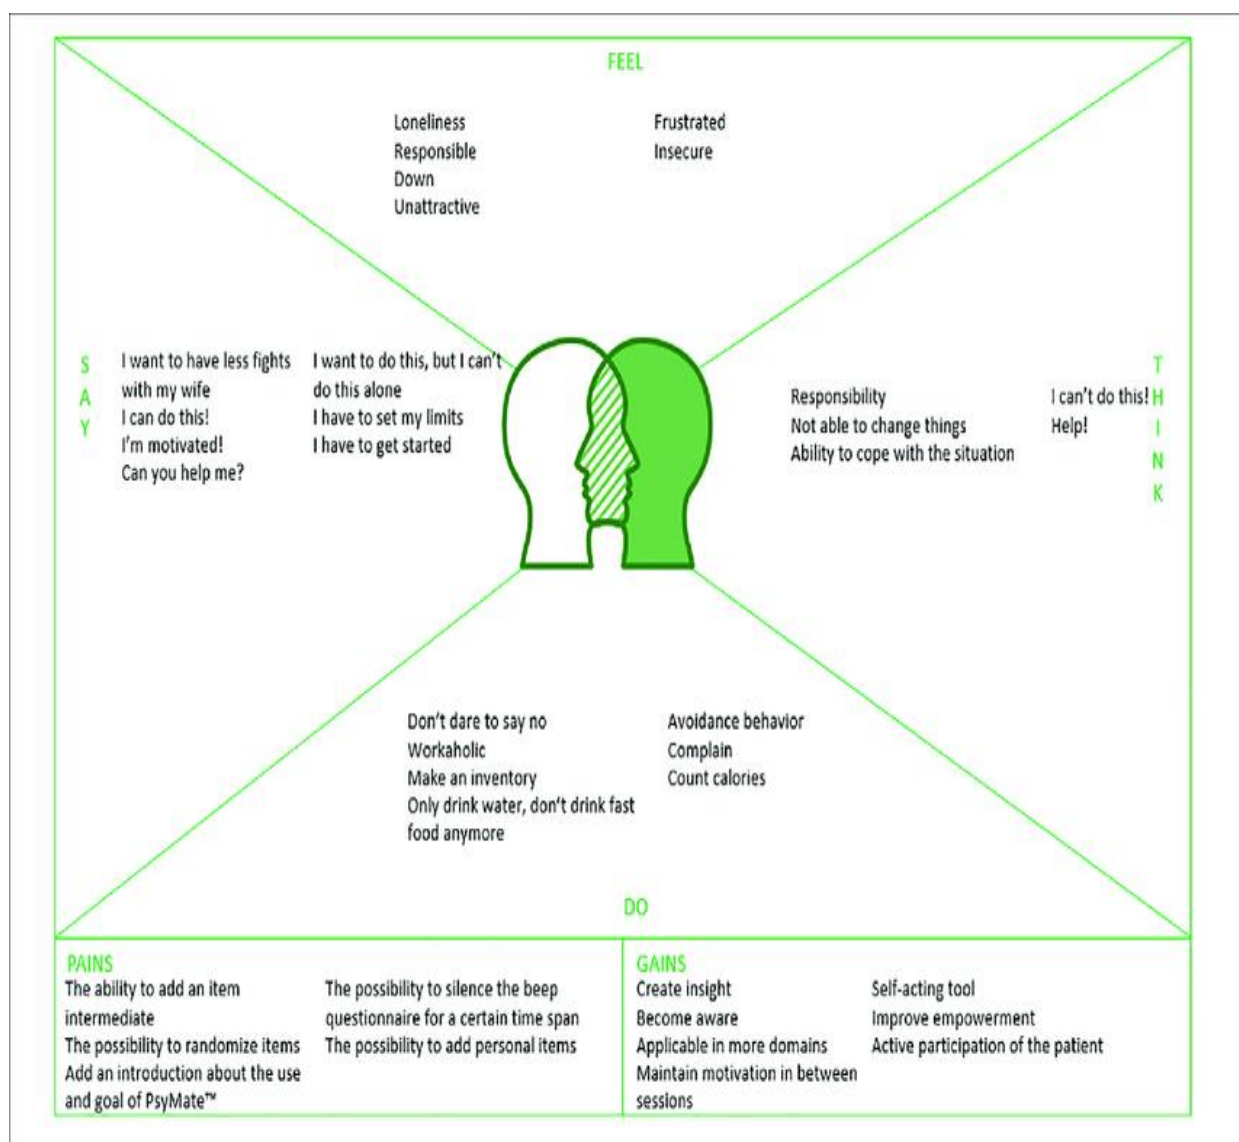 FEEL
Loneliness
Responsible
Down
Unattractive
Frustrated
Insecure
SAY
I want to have less fights
with my wife
I can do this!
I'm motivated!
Can you help me?
I want to do this, but I can't
do this alone
I have to set my limits
I have to get started
Responsibility
Not able to change things
Ability to cope with the situation
I can't do this!
Help!
THINK
Don't dare to say no
Workaholic
Make an inventory
Only drink water, don't drink fast
food anymore
Avoidance behavior
Complain
Count calories
DO
PAINS
The ability to add an item
intermediate
The possibility to randomize items
Add an introduction about the use
and goal of PsyMate™
The possibility to silence the beep
questionnaire for a certain time span
The possibility to add personal items
GAINS
Create insight
Become aware
Applicable in more domains
Maintain motivation in between
sessions
Self-acting tool
Improve empowerment
Active participation of the patient